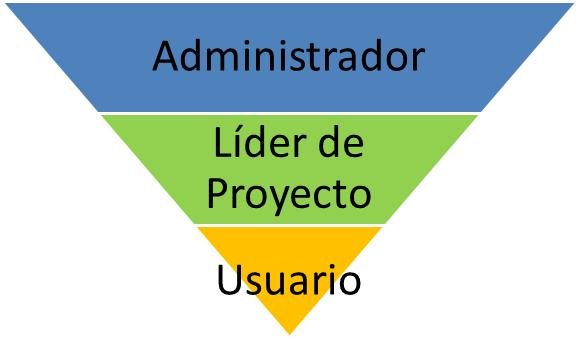 Administrador
Líder de
Proyecto
Usuario